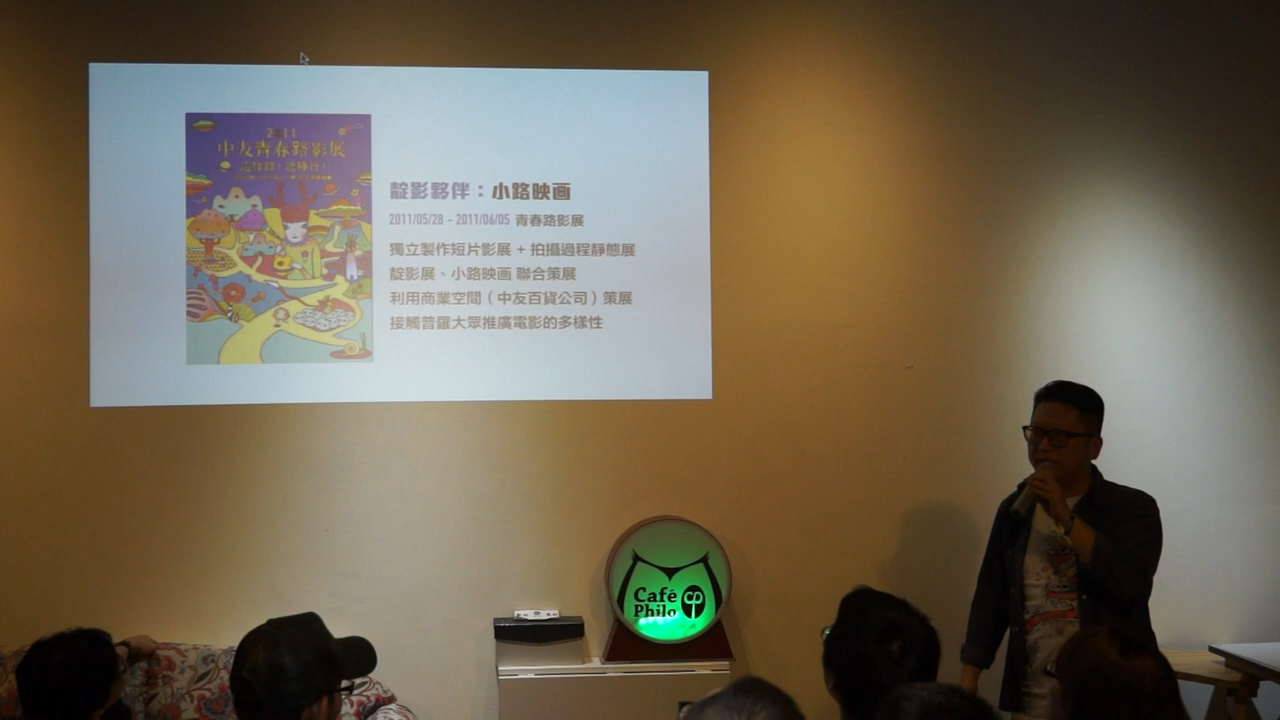 2011
中友青春路影展
靛影夥伴：小路映画
2011/05/28 - 2011/06/05 青春路影展
獨立製作短片影展 + 拍攝過程靜態展
靛影展、小路映画 聯合策展
利用商業空間（中友百貨公司）策展
接觸普羅大眾推廣電影的多樣性
Café
Philo
cp